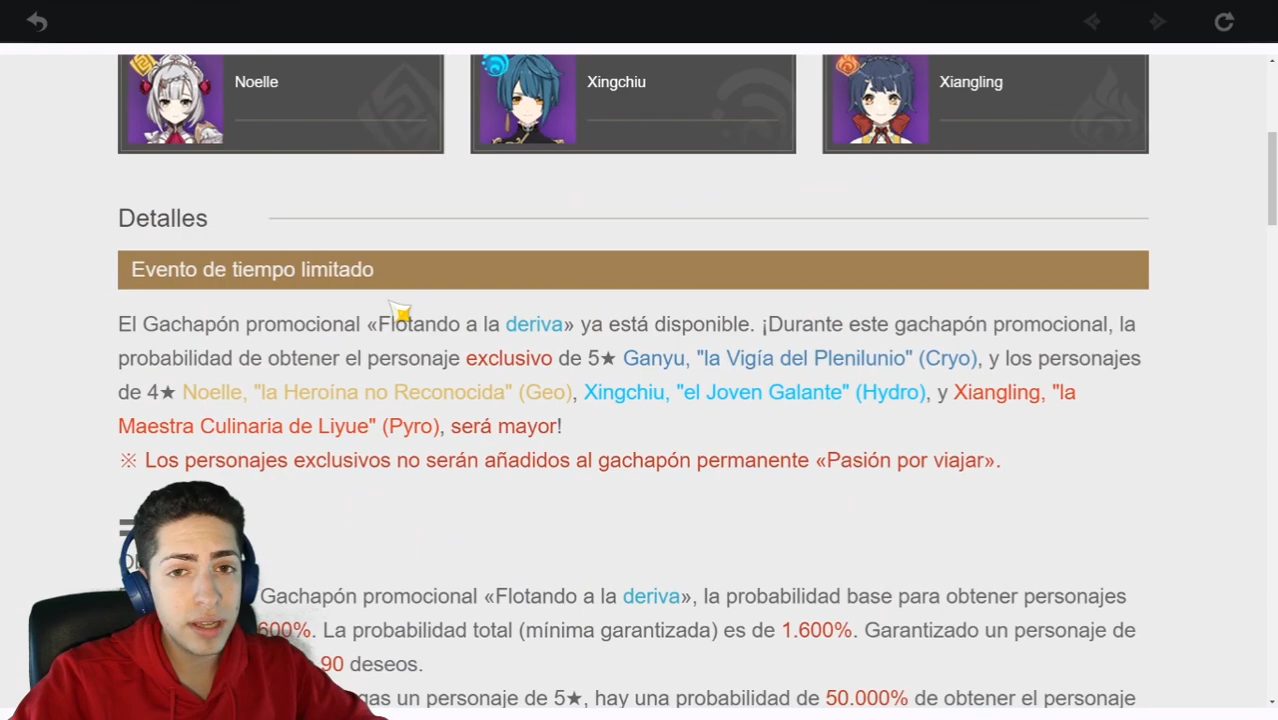 Noelle
Xingchiu
Xiangling
Detalles
Evento de tiempo limitado
El Gachapón promocional «Flotando a la deriva» ya está disponible. ¡Durante este gachapón promocional, la
probabilidad de obtener el personaje exclusivo de 5★ Ganyu, "la Vigía del Plenilunio" (Cryo), y los personajes
de 4★ Noelle, "la Heroína no Reconocida" (Geo), Xingchiu, "el Joven Galante" (Hydro), y Xiangling, "la
Maestra Culinaria de Liyue" (Pyro), será mayor!
※ Los personajes exclusivos no serán añadidos al gachapón permanente «Pasión por viajar».
Gachapón promocional «Flotando a la deriva», la probabilidad base para obtener personajes
600%. La probabilidad total (mínima garantizada) es de 1.600%. Garantizado un personaje de
90 deseos.
gas un personaje de 5★, hay una probabilidad de 50.000% de obtener el personaje